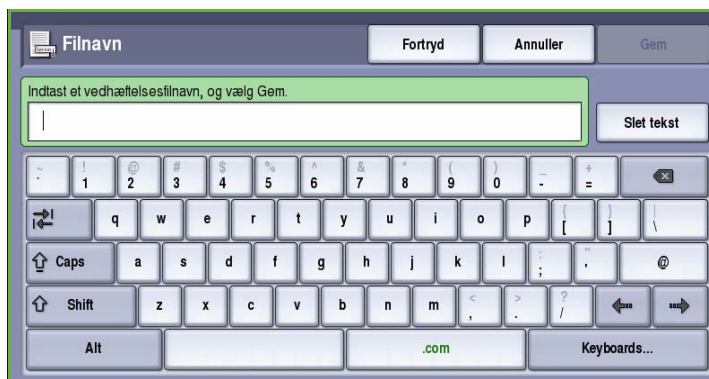 Filnavn Fortryd Annuller Gem
Indtast et vedhæftelsesfilnavn, og vælg Gem.
Slet tekst
~ ! @ # $ % ^ & * ( ) _ +
` 1 2 3 4 5 6 7 8 9 0 - =
q w e r t y u i o p { [ } ] | \
Caps a s d f g h j k l : ; " ' @
Shift z x c v b n m < , > . ? /
Alt .com Keyboards...